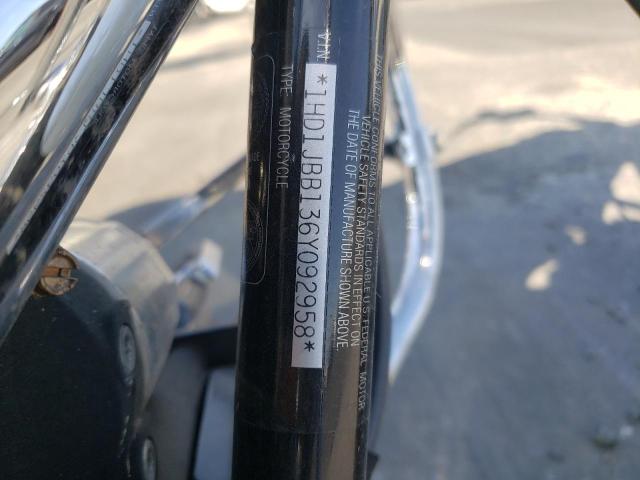 THIS VEHICLE CONFORMS TO ALL APPLICABLE U.S. FEDERAL MOTOR
VEHICLE SAFETY STANDARDS IN EFFECT ON
THE DATE OF MANUFACTURE SHOWN ABOVE.
V.I.N.
*1HD1JBB136Y092958*
TYPE MOTORCYCLE